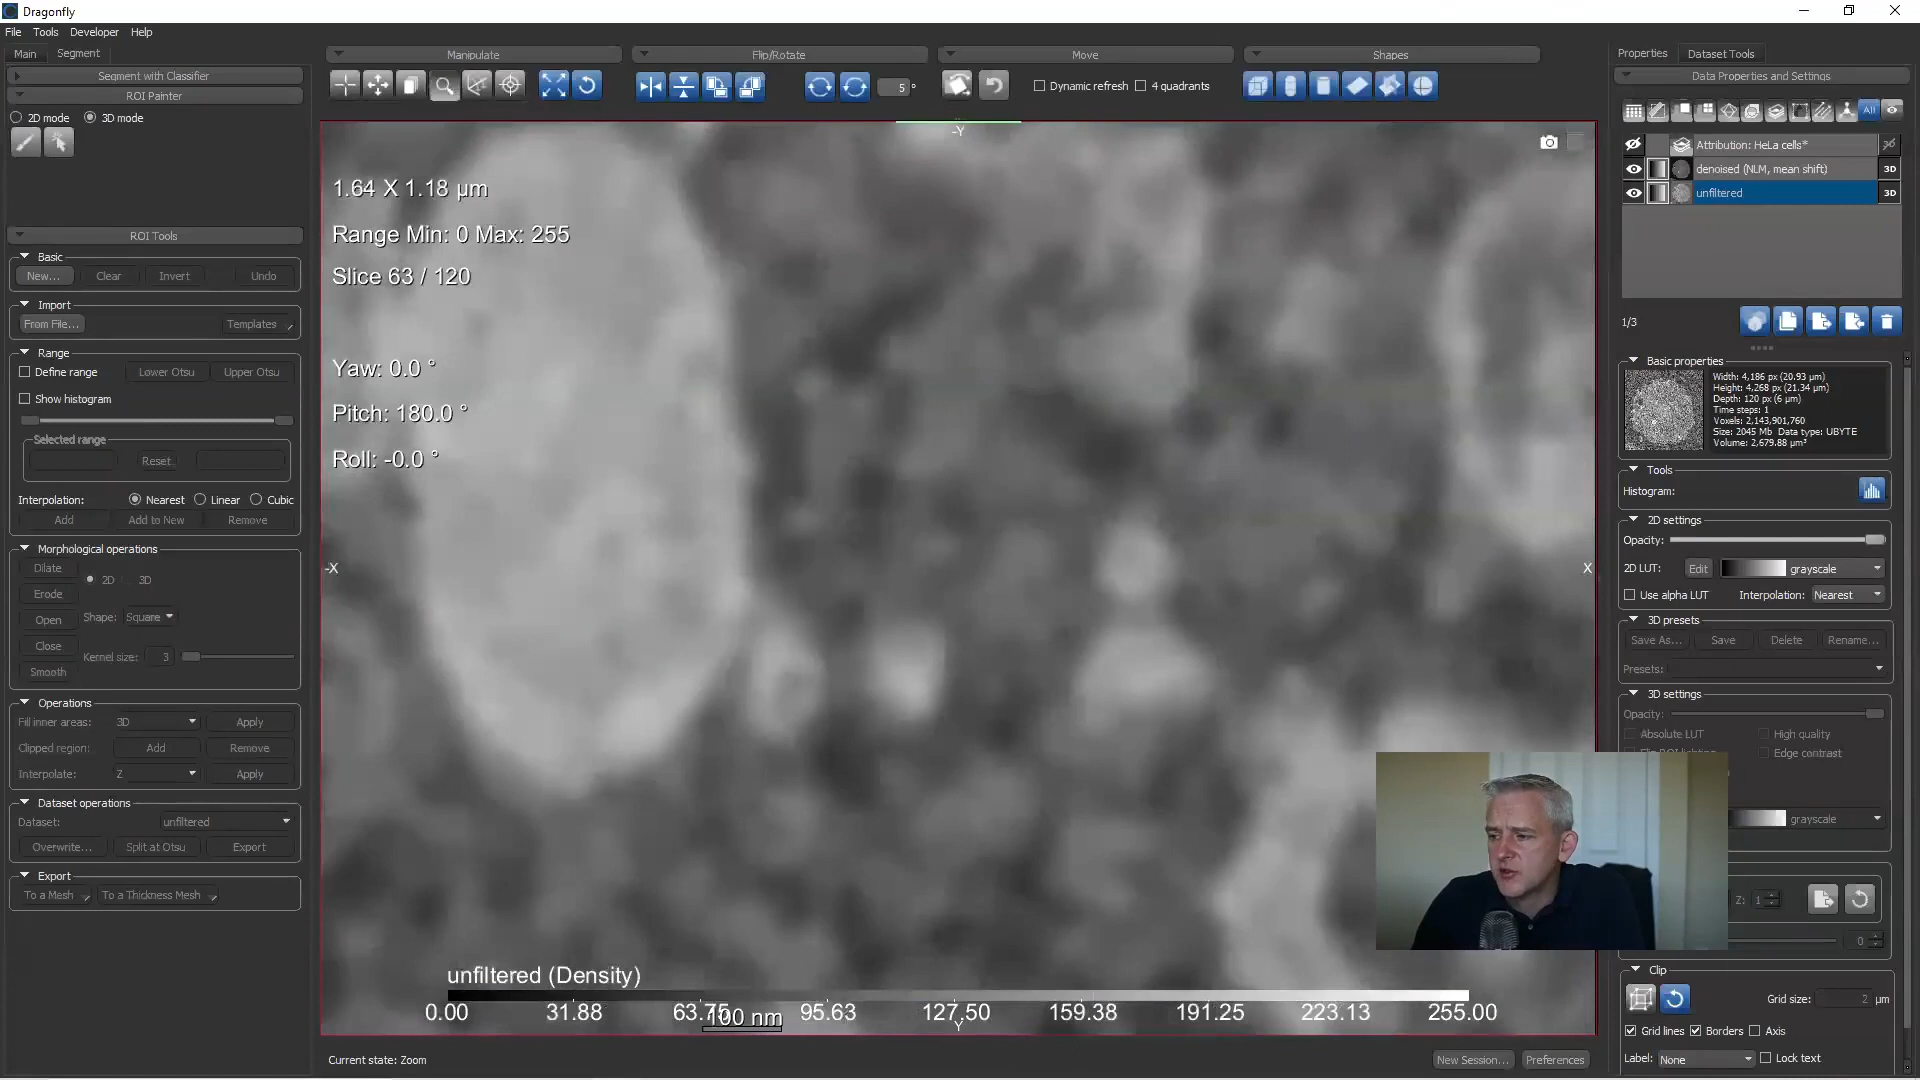 Dragonfly
File Tools Developer Help
Main Segment
Segment with Classifier
ROI Painter
2D mode 3D mode
ROI Tools
Basic
New... Clear Invert Undo
Import
From File... Templates
Range
Define range Lower Otsu Upper Otsu
Show histogram
Selected range
Reset
Interpolation: Nearest Linear Cubic
Add Add to New Remove
Morphological operations
Dilate
2D 3D
Erode
Open Shape: Square
Close
Kernel size: 3
Smooth
Operations
Fill inner areas: 3D Apply
Clipped region: Add Remove
Interpolate: Z Apply
Dataset operations
Dataset: unfiltered
Overwrite... Split at Otsu Export
Export
To a Mesh To a Thickness Mesh
Manipulate Flip/Rotate Move Shapes
5 °
Dynamic refresh 4 quadrants
-Y
1.64 X 1.18 µm
Range Min: 0 Max: 255
Slice 63 / 120
Yaw: 0.0 °
Pitch: 180.0 °
Roll: -0.0 °
-X X
unfiltered (Density)
0.00 31.88 63.75 95.63 127.50 159.38 191.25 223.13 255.00
100 nm
Y
Current state: Zoom
New Session... Preferences
Properties Dataset Tools
Data Properties and Settings
All
Attribution: HeLa cells*
denoised (NLM, mean shift) 3D
unfiltered 3D
1/3
Basic properties
Width: 4,186 px (20.93 µm)
Height: 4,268 px (21.34 µm)
Depth: 120 px (6 µm)
Time steps: 1
Voxels: 2,143,901,760
Size: 2045 Mb Data type: UBYTE
Volume: 2,679.88 µm³
Tools
Histogram:
2D settings
Opacity:
2D LUT: Edit grayscale
Use alpha LUT Interpolation: Nearest
3D presets
Save As... Save Delete Rename...
Presets:
3D settings
Opacity:
Absolute LUT High quality
Edge contrast
grayscale
Z: 1
0
Clip
Grid size: 2 µm
Grid lines Borders Axis
Label: None Lock text